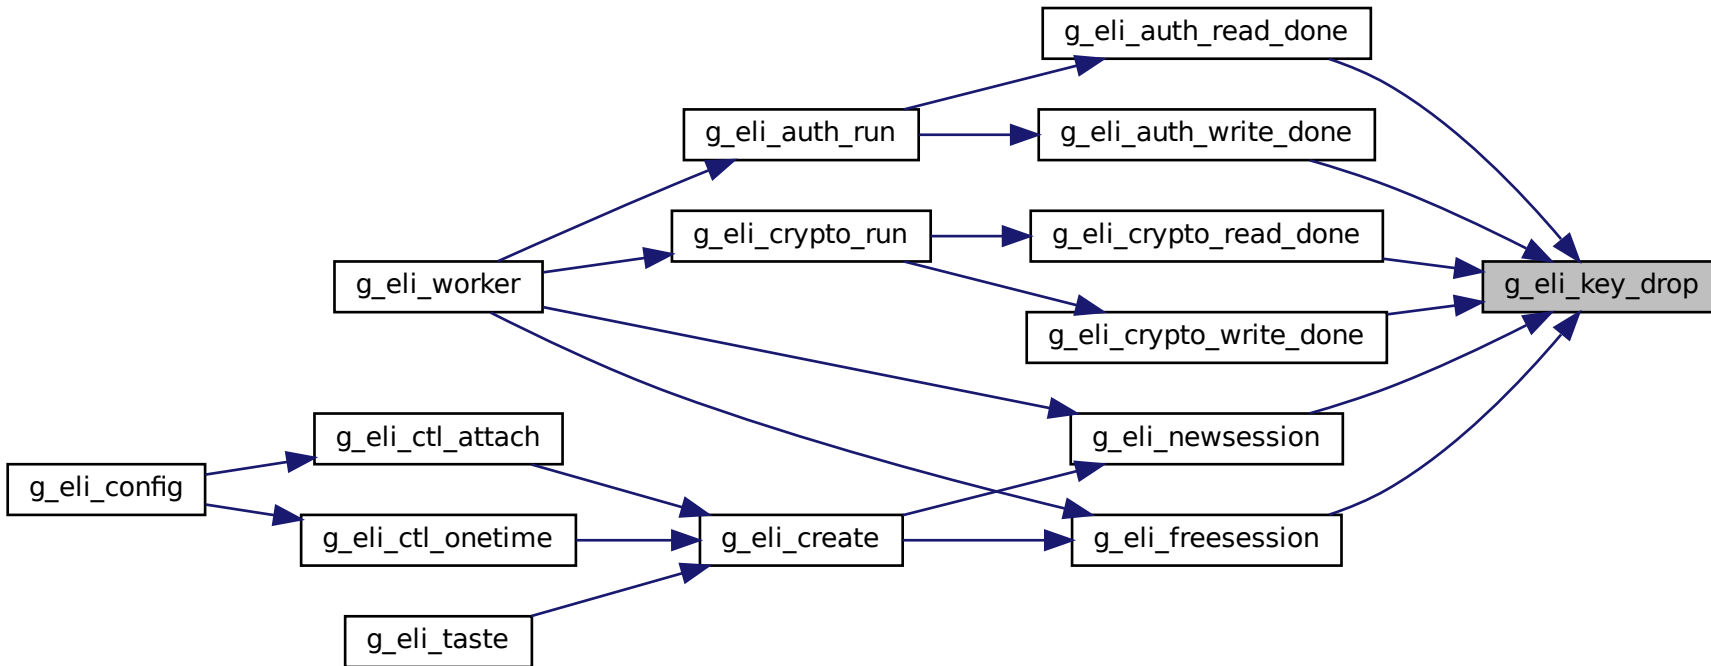 g_eli_auth_read_done
g_eli_auth_run
g_eli_auth_write_done
g_eli_crypto_run
g_eli_crypto_read_done
g_eli_worker
g_eli_key_drop
g_eli_crypto_write_done
g_eli_ctl_attach
g_eli_newsession
g_eli_config
g_eli_ctl_onetime
g_eli_create
g_eli_freesession
g_eli_taste